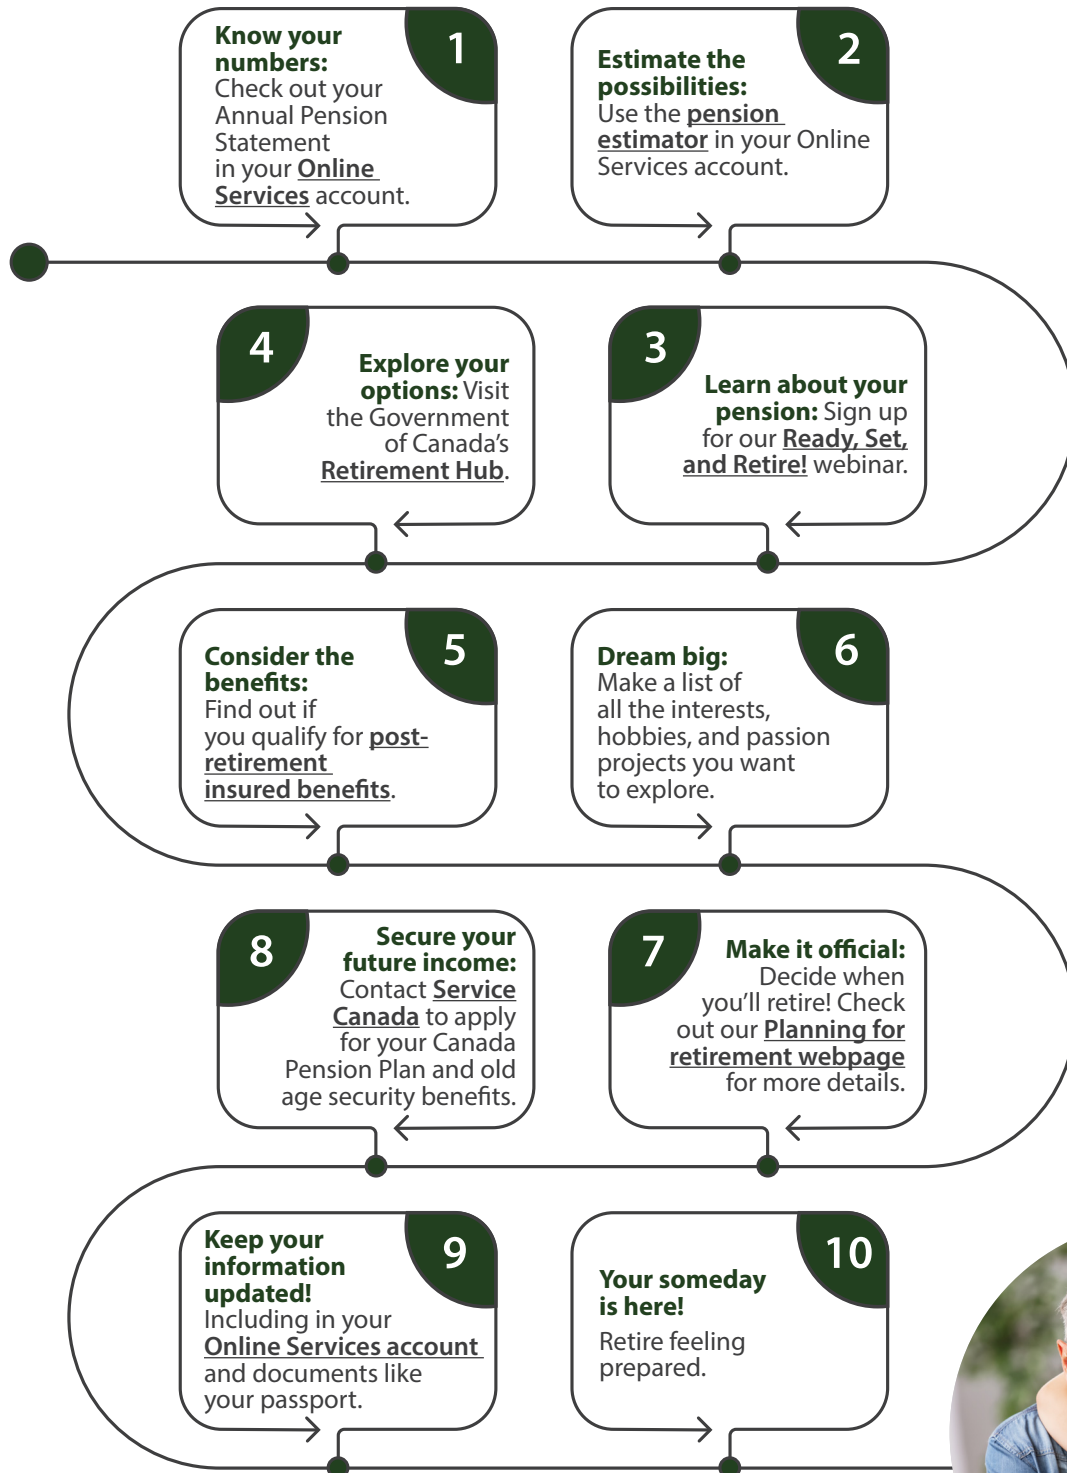 1
Know your
numbers:
Check out your
Annual Pension
Statement
in your Online
Services account.
2
Estimate the
possibilities:
Use the pension
estimator in your Online
Services account.
3
Learn about your
pension: Sign up
for our Ready, Set,
and Retire! webinar.
4
Explore your
options: Visit
the Government
of Canada’s
Retirement Hub.
5
Consider the
benefits:
Find out if
you qualify for post-
retirement
insured benefits.
6
Dream big:
Make a list of
all the interests,
hobbies, and passion
projects you want
to explore.
7
Make it official:
Decide when
you’ll retire! Check
out our Planning for
retirement webpage
for more details.
8
Secure your
future income:
Contact Service
Canada to apply
for your Canada
Pension Plan and old
age security benefits.
9
Keep your
information
updated!
Including in your
Online Services account
and documents like
your passport.
10
Your someday
is here!
Retire feeling
prepared.